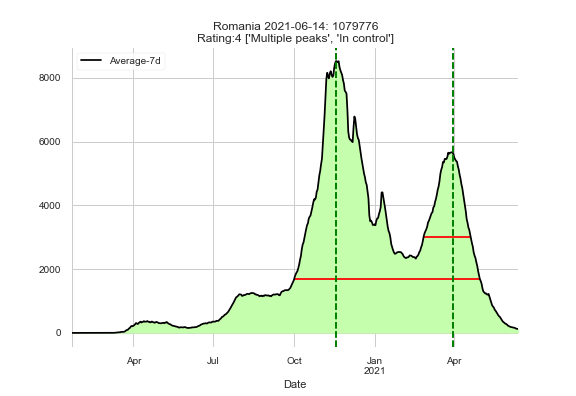 Romania 2021-06-14: 1079776
Rating:4 ['Multiple peaks', 'In control']
Average-7d
8000
6000
4000
2000
0
Apr
Jul
Oct
Jan
2021
Apr
Date